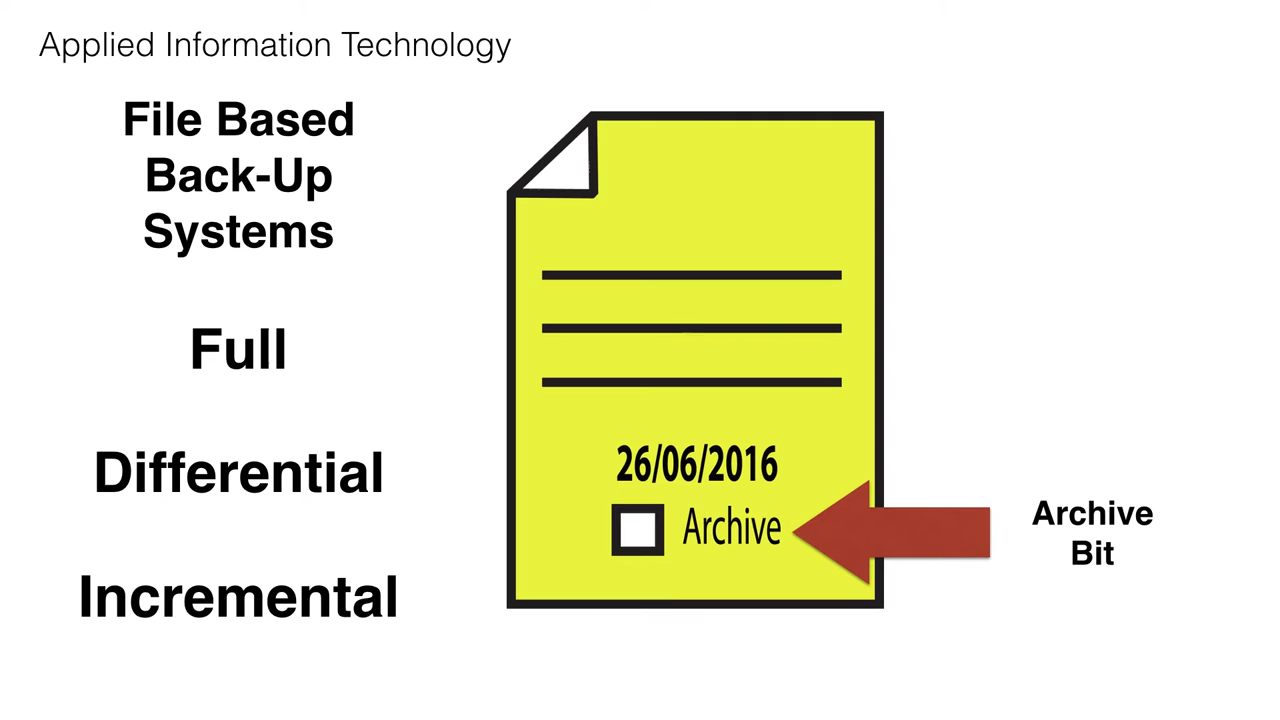 Applied Information Technology
File Based
Back-Up
Systems
Full
Differential
Incremental
26/06/2016
Archive
Archive
Bit